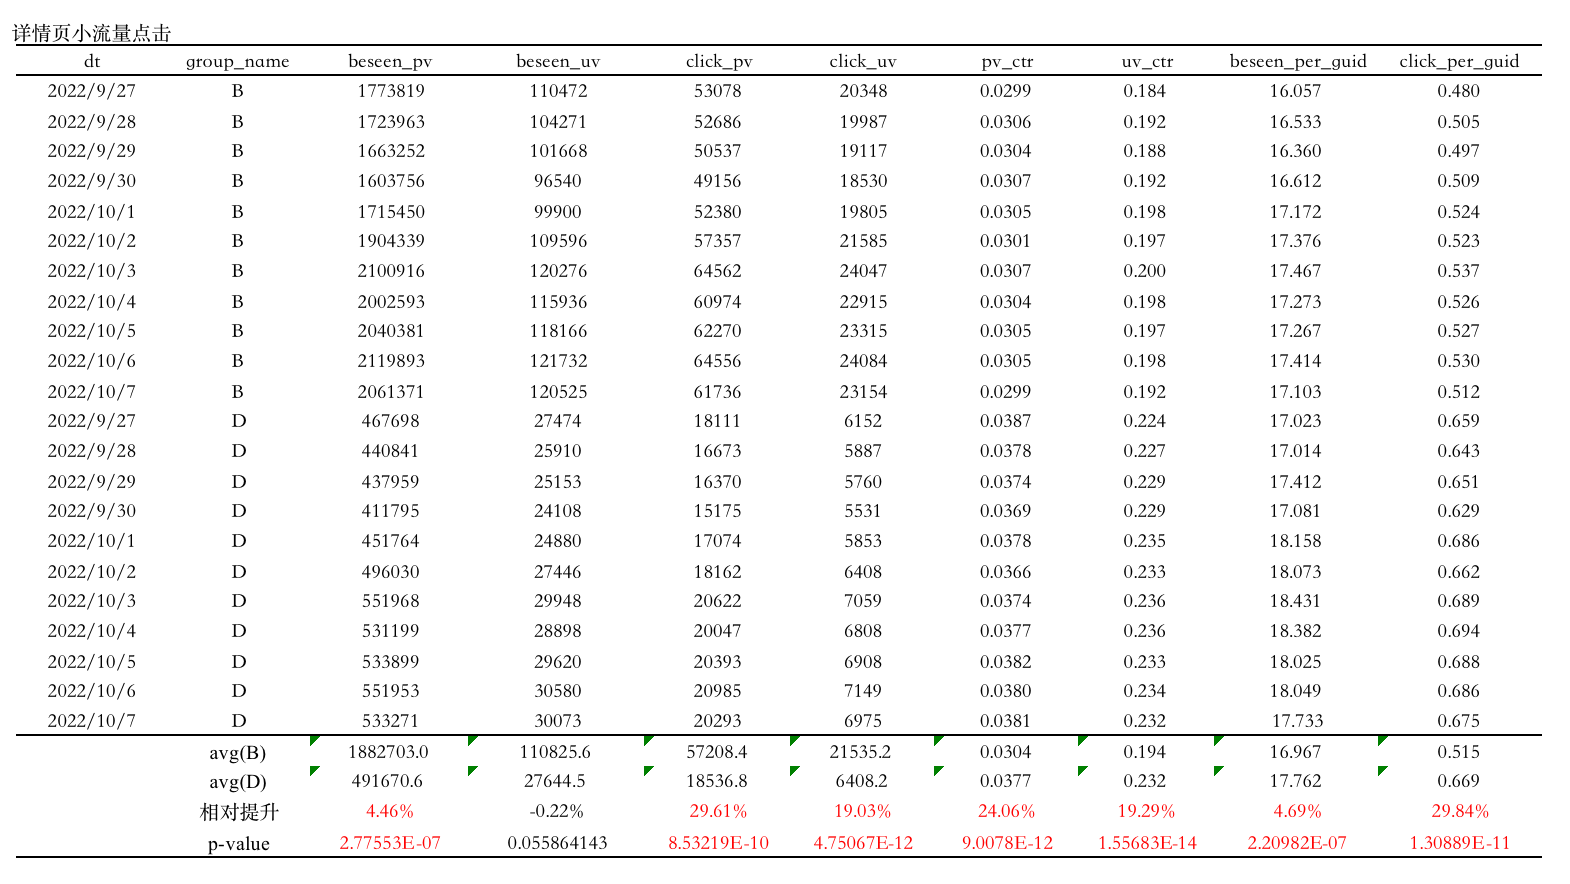 详情页小流量点击
dt group_name beseen_pv beseen_uv click_pv click_uv pv_ctr uv_ctr beseen_per_guid click_per_guid
2022/9/27 B 1773819 110472 53078 20348 0.0299 0.184 16.057 0.480
2022/9/28 B 1723963 104271 52686 19987 0.0306 0.192 16.533 0.505
2022/9/29 B 1663252 101668 50537 19117 0.0304 0.188 16.360 0.497
2022/9/30 B 1603756 96540 49156 18530 0.0307 0.192 16.612 0.509
2022/10/1 B 1715450 99900 52380 19805 0.0305 0.198 17.172 0.524
2022/10/2 B 1904339 109596 57357 21585 0.0301 0.197 17.376 0.523
2022/10/3 B 2100916 120276 64562 24047 0.0307 0.200 17.467 0.537
2022/10/4 B 2002593 115936 60974 22915 0.0304 0.198 17.273 0.526
2022/10/5 B 2040381 118166 62270 23315 0.0305 0.197 17.267 0.527
2022/10/6 B 2119893 121732 64556 24084 0.0305 0.198 17.414 0.530
2022/10/7 B 2061371 120525 61736 23154 0.0299 0.192 17.103 0.512
2022/9/27 D 467698 27474 18111 6152 0.0387 0.224 17.023 0.659
2022/9/28 D 440841 25910 16673 5887 0.0378 0.227 17.014 0.643
2022/9/29 D 437959 25153 16370 5760 0.0374 0.229 17.412 0.651
2022/9/30 D 411795 24108 15175 5531 0.0369 0.229 17.081 0.629
2022/10/1 D 451764 24880 17074 5853 0.0378 0.235 18.158 0.686
2022/10/2 D 496030 27446 18162 6408 0.0366 0.233 18.073 0.662
2022/10/3 D 551968 29948 20622 7059 0.0374 0.236 18.431 0.689
2022/10/4 D 531199 28898 20047 6808 0.0377 0.236 18.382 0.694
2022/10/5 D 533899 29620 20393 6908 0.0382 0.233 18.025 0.688
2022/10/6 D 551953 30580 20985 7149 0.0380 0.234 18.049 0.686
2022/10/7 D 533271 30073 20293 6975 0.0381 0.232 17.733 0.675
avg(B) 1882703.0 110825.6 57208.4 21535.2 0.0304 0.194 16.967 0.515
avg(D) 491670.6 27644.5 18536.8 6408.2 0.0377 0.232 17.762 0.669
相对提升 4.46% -0.22% 29.61% 19.03% 24.06% 19.29% 4.69% 29.84%
p-value 2.77553E-07 0.055864143 8.53219E-10 4.75067E-12 9.0078E-12 1.55683E-14 2.20982E-07 1.30889E-11